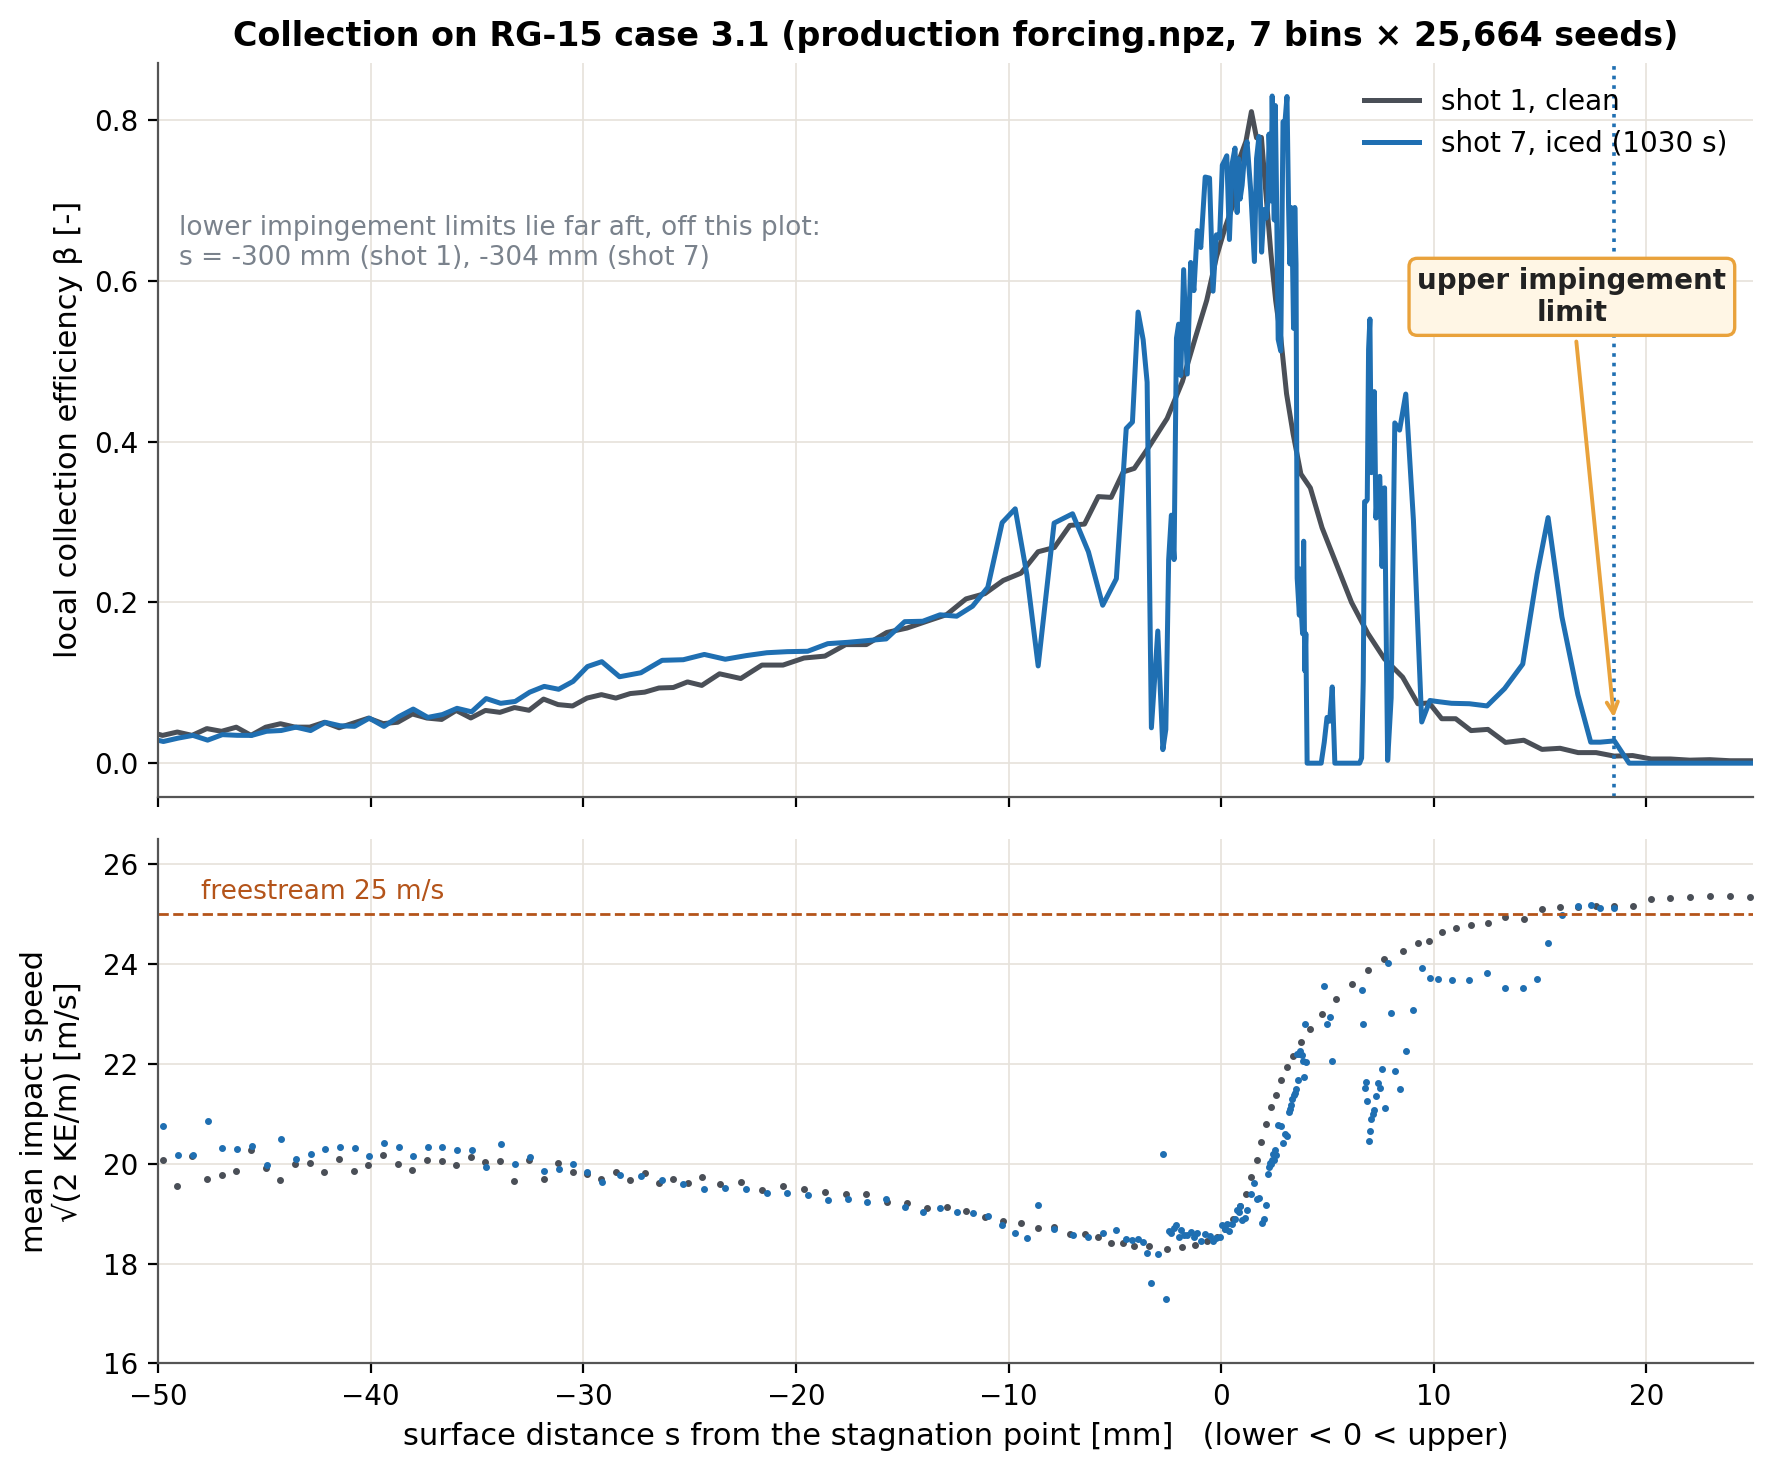 Collection on RG-15 case 3.1 (production forcing.npz, 7 bins × 25,664 seeds)
shot 1, clean
shot 7, iced (1030 s)
lower impingement limits lie far aft, off this plot:
s = -300 mm (shot 1), -304 mm (shot 7)
upper impingement
limit
local collection efficiency β [-]
0.8
0.6
0.4
0.2
0.0
freestream 25 m/s
mean impact speed
√(2 KE/m) [m/s]
26
24
22
20
18
16
−50
−40
−30
−20
−10
0
10
20
surface distance s from the stagnation point [mm]   (lower < 0 < upper)